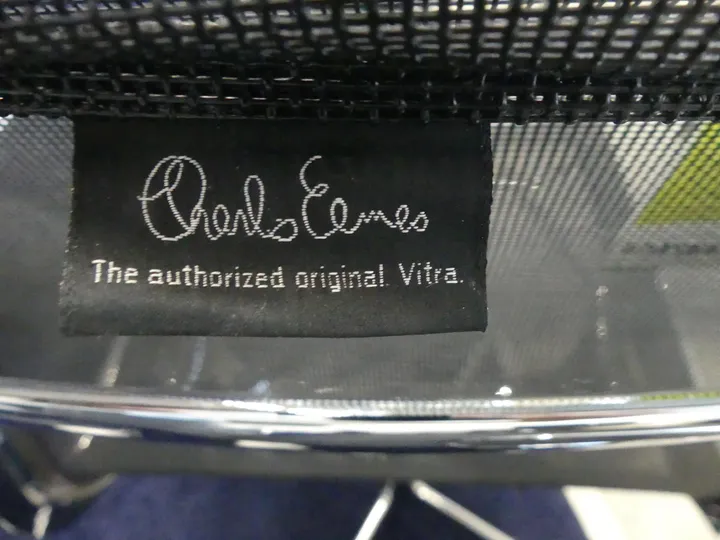 Charles Eames
The authorized original. Vitra.